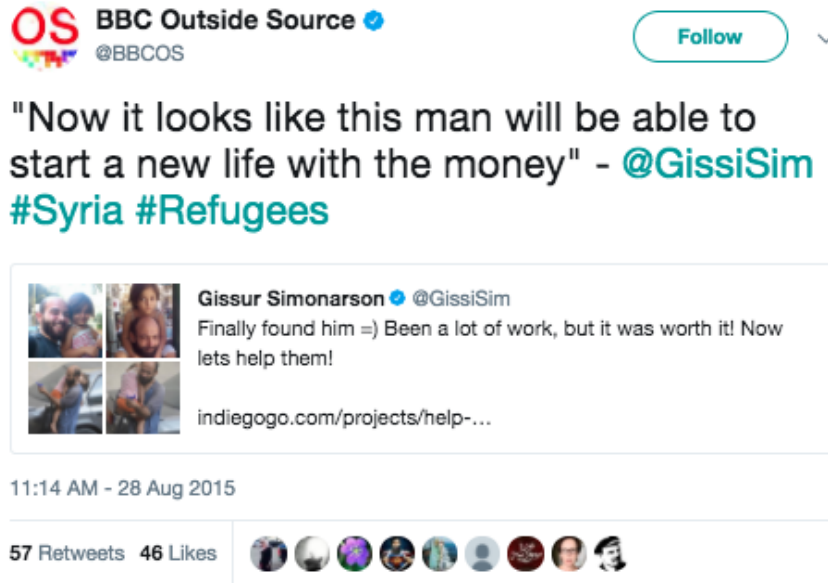 OS BBC Outside Source
@BBCOS
Follow
"Now it looks like this man will be able to
start a new life with the money" - @GissiSim
#Syria #Refugees
Gissur Simonarson @GissiSim
Finally found him =) Been a lot of work, but it was worth it! Now
lets help them!
indiegogo.com/projects/help-...
11:14 AM - 28 Aug 2015
57 Retweets 46 Likes